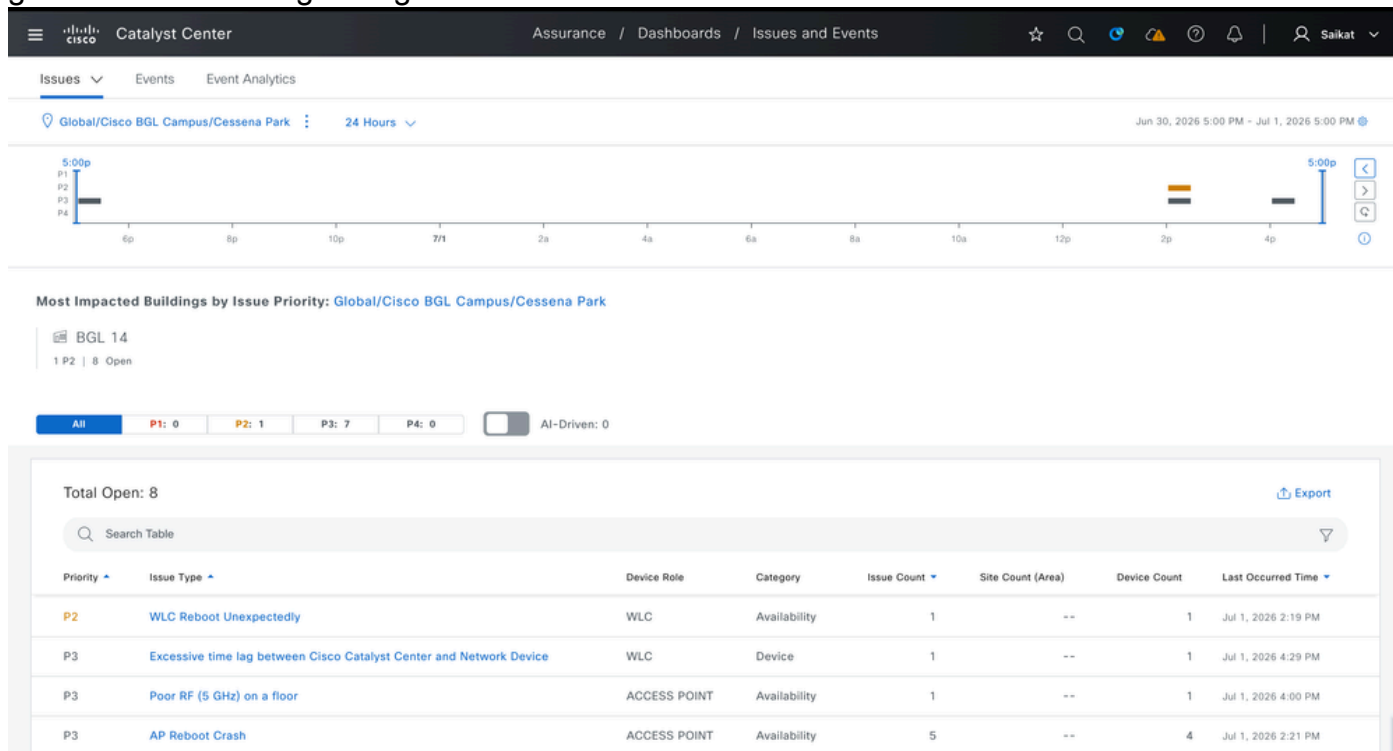 cisco Catalyst Center Assurance / Dashboards / Issues and Events Saikat
Issues Events Event Analytics
Global/Cisco BGL Campus/Cessena Park 24 Hours Jun 30, 2026 5:00 PM - Jul 1, 2026 5:00 PM
5:00p 5:00p
P1
P2
P3
P4
6p 8p 10p 7/1 2a 4a 6a 8a 10a 12p 2p 4p
Most Impacted Buildings by Issue Priority: Global/Cisco BGL Campus/Cessena Park
BGL 14
1 P2 | 8 Open
All P1: 0 P2: 1 P3: 7 P4: 0 AI-Driven: 0
Total Open: 8 Export
Search Table
Priority Issue Type Device Role Category Issue Count Site Count (Area) Device Count Last Occurred Time
P2 WLC Reboot Unexpectedly WLC Availability 1 -- 1 Jul 1, 2026 2:19 PM
P3 Excessive time lag between Cisco Catalyst Center and Network Device WLC Device 1 -- 1 Jul 1, 2026 4:29 PM
P3 Poor RF (5 GHz) on a floor ACCESS POINT Availability 1 -- 1 Jul 1, 2026 4:00 PM
P3 AP Reboot Crash ACCESS POINT Availability 5 -- 4 Jul 1, 2026 2:21 PM